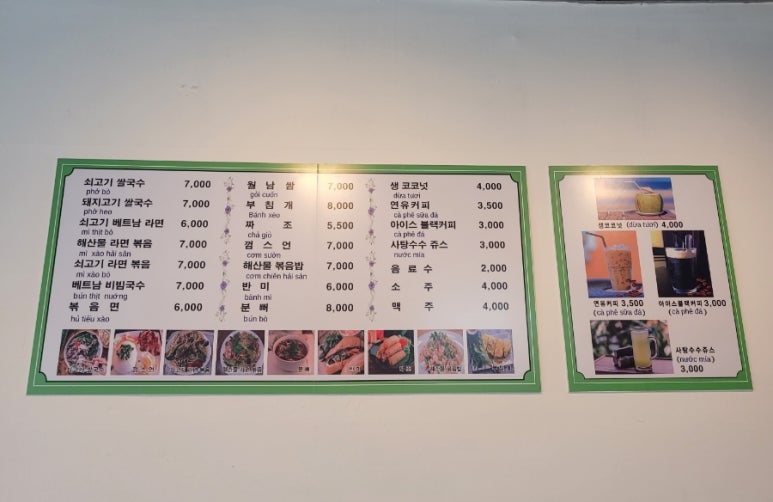 쇠고기 쌀국수 7,000
phở bò
돼지고기 쌀국수 7,000
phở heo
쇠고기 베트남 라면 6,000
mì thịt bò
해산물 라면 볶음 7,000
mì xào hải sản
쇠고기 라면 볶음 7,000
mì xào bò
베트남 비빔국수 7,000
bún thịt nướng
볶 음 면 6,000
hủ tiếu xào
월 남 쌈 7,000
gỏi cuốn
부 침 개 8,000
Bánh xèo
짜 조 5,500
chả giò
껌 스 언 7,000
cơm sườn
해산물 볶음밥 7,000
cơm chiên hải sản
반 미 6,000
bánh mì
분 뻐 8,000
bún bò
생 코코넛 4,000
dừa tươi
연유커피 3,500
cà phê sữa đá
아이스 블랙커피 3,000
cà phê đá
사탕수수 쥬스 3,000
nước mía
음 료 수 2,000
소 주 4,000
맥 주 4,000
생코코넛 (dừa tươi) 4,000
연유커피 3,500
(cà phê sữa đá)
아이스블랙커피 3,000
(cà phê đá)
사탕수수쥬스
(nước mía)
3,000